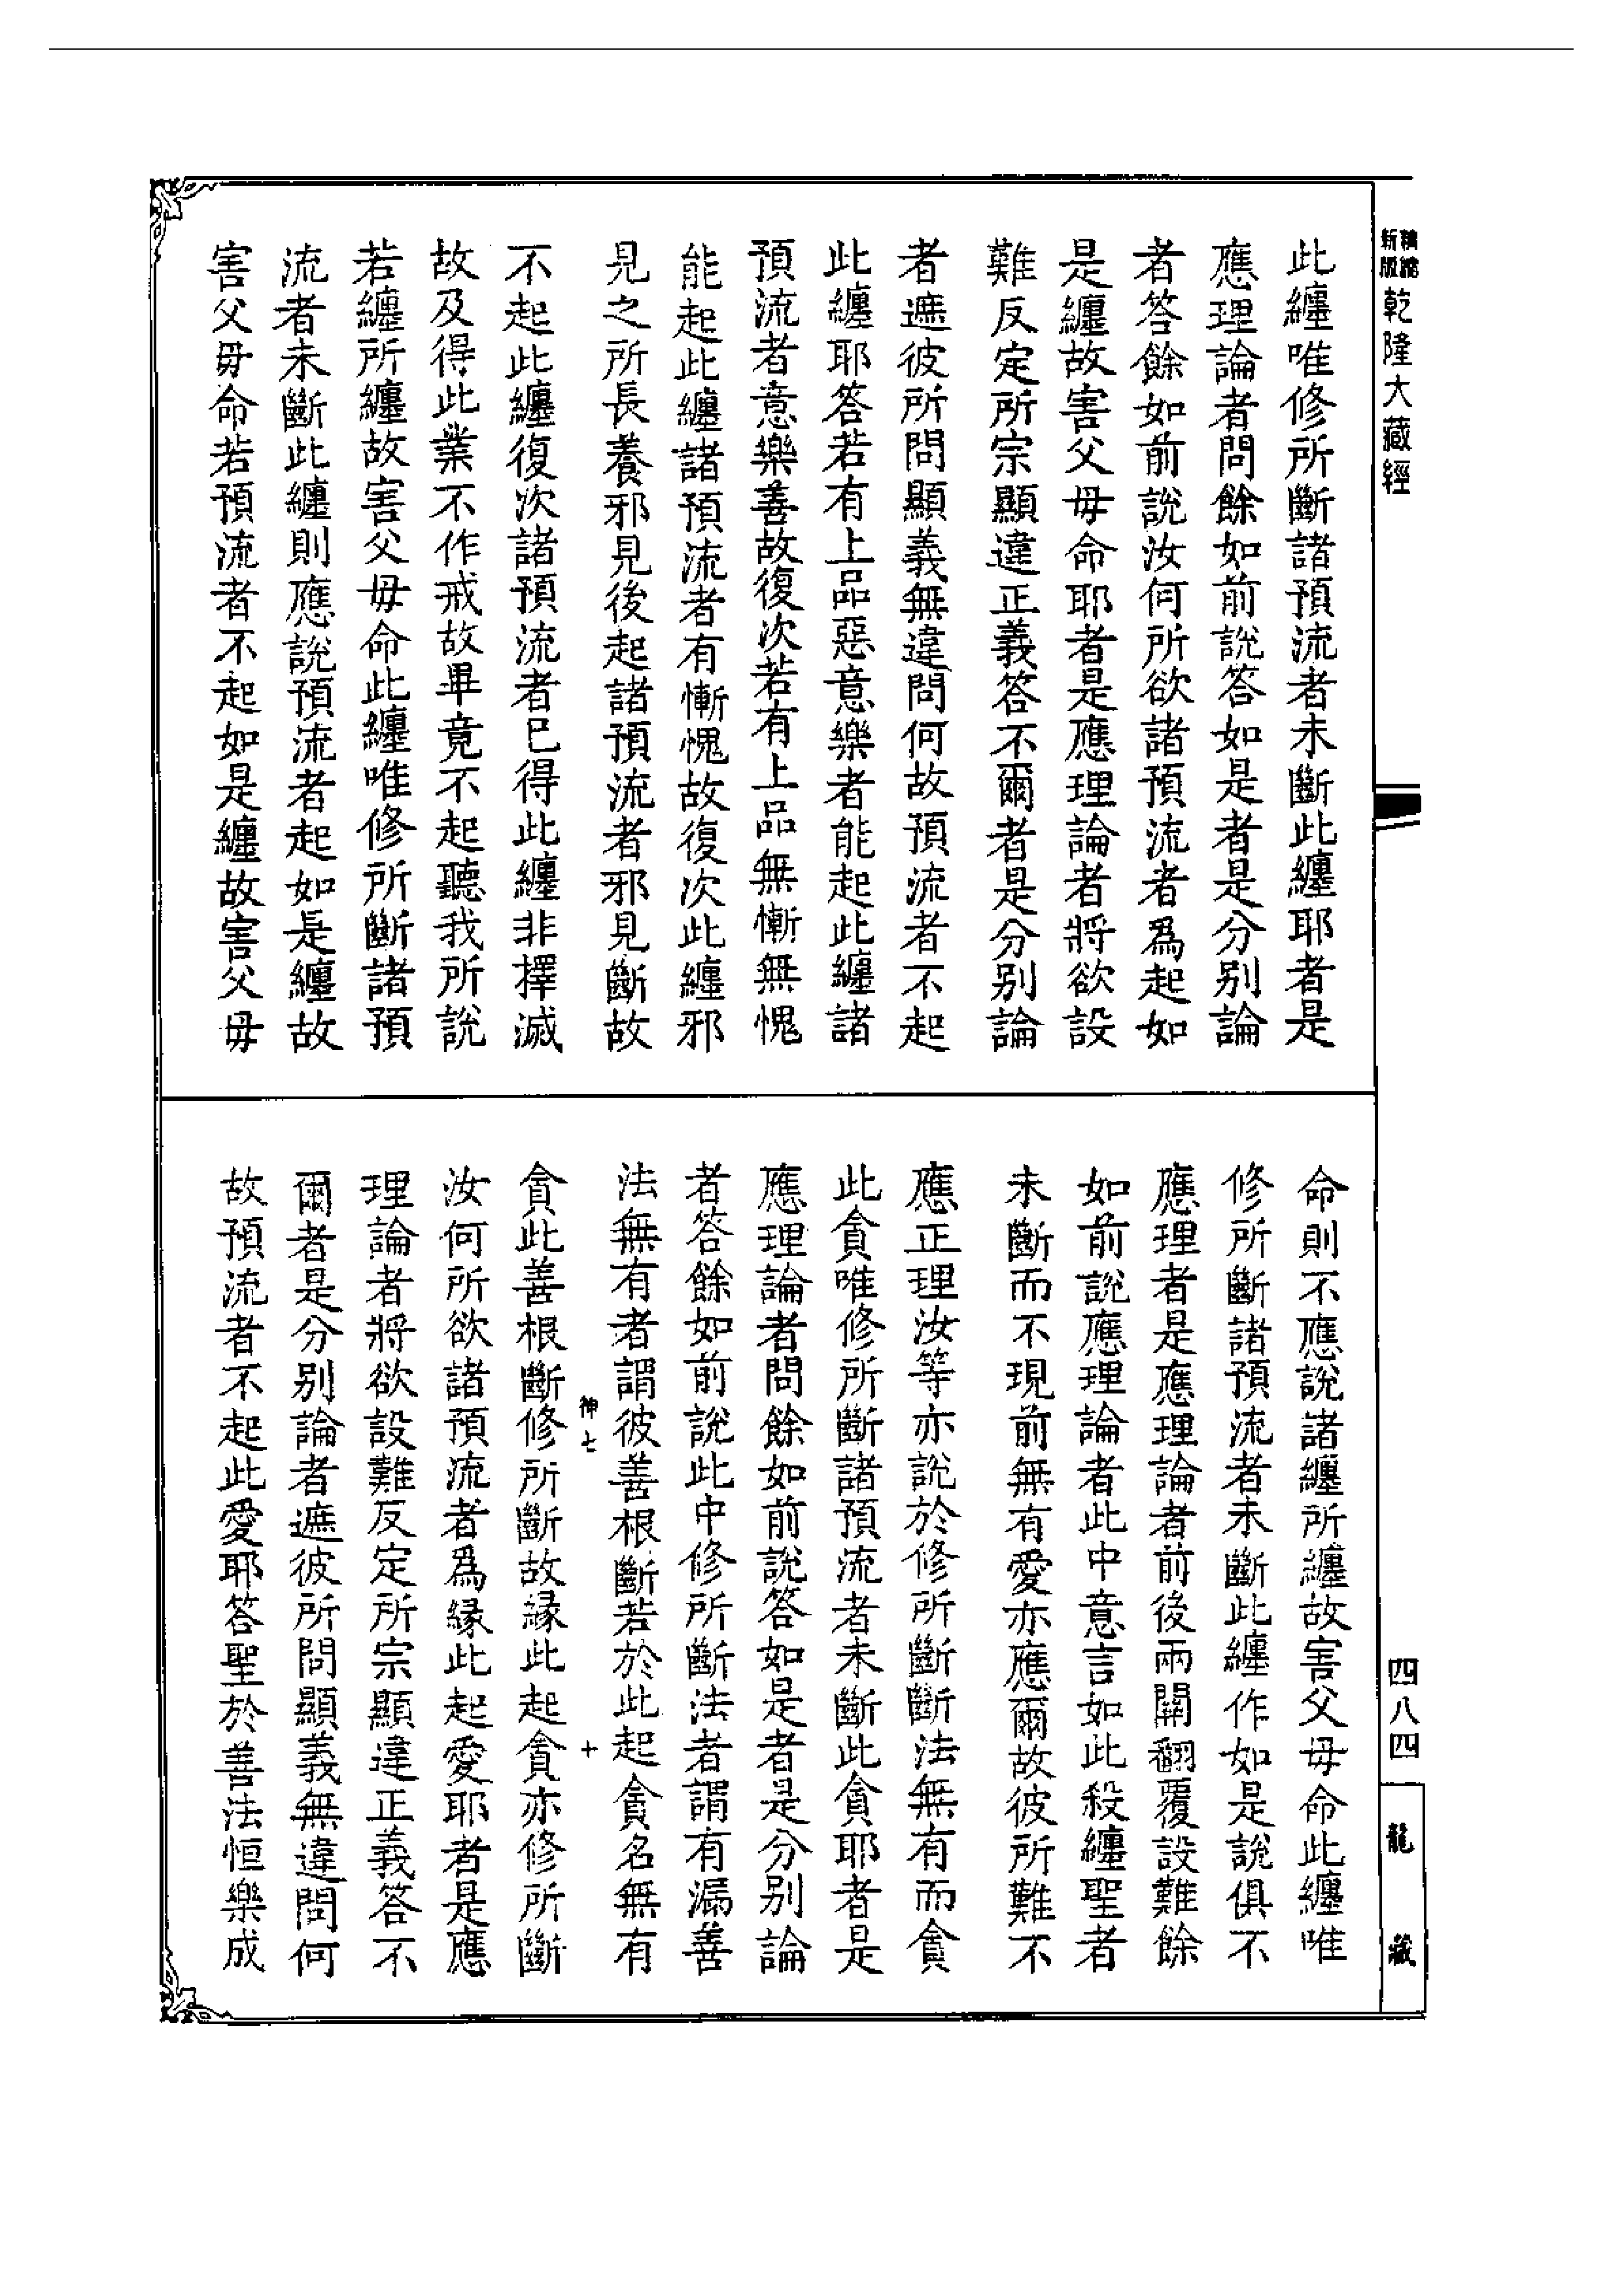 新版 精縮 乾隆大藏經
此纏唯修所斷諸預流者未斷此纏耶者是
應理論者問餘如前說答如是者是分別論
者答餘如前說汝何所欲諸預流者爲起如
是纏故害父母命耶者是應理論者將欲設
難反定所宗顯違正義答不爾者是分別論
者遮彼所問顯義無違問何故預流者不起
此纏耶答若有上品惡意樂者能起此纏諸
預流者意樂善故復次若有上品無慚無愧
能起此纏諸預流者有慚愧故復次此纏邪
見之所長養邪見後起諸預流者邪見斷故
不起此纏復次諸預流者已得此纏非擇滅
故及得此業不作戒故畢竟不起聽我所說
若纏所纏故害父母命此纏唯修所斷諸預
流者未斷此纏則應說預流者起如是纏故
害父母命若預流者不起如是纏故害父母
命則不應說諸纏所纏故害父母命此纏唯
修所斷諸預流者未斷此纏作如是說俱不
應理者是應理論者前後兩關翻覆設難餘
如前說應理論者此中意言如此殺纏聖者
未斷而不現前無有愛亦應爾故彼所難不
應正理汝等亦說於修所斷斷法無有而貪
此貪唯修所斷諸預流者未斷此貪耶者是
應理論者問餘如前說答如是者是分別論
者答餘如前說此中修所斷法者謂有漏善
法無有者謂彼善根斷若於此起貪名無有
神七 十
貪此善根斷修所斷故緣此起貪亦修所斷
汝何所欲諸預流者爲緣此起愛耶者是應
理論者將欲設難反定所宗顯違正義答不
爾者是分別論者遮彼所問顯義無違問何
故預流者不起此愛耶答聖於善法恒樂成
四八四
龍藏